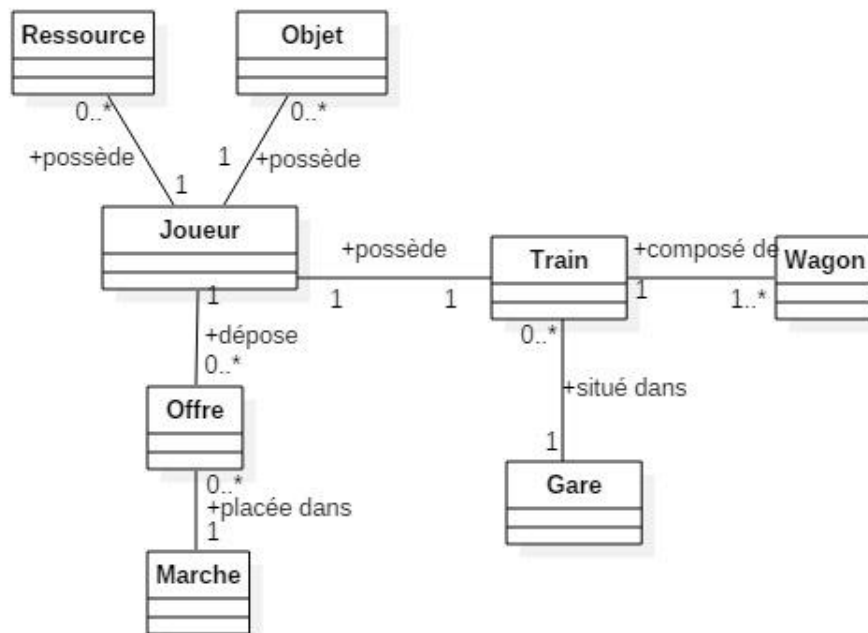 Ressource
Objet
0..*
0..*
+possède
1
+possède
1
Joueur
+possède
Train
+composé de
Wagon
1
1
1
1
1..*
+dépose
0..*
0..*
+situé dans
Offre
1
Gare
0..*
+placée dans
1
Marche